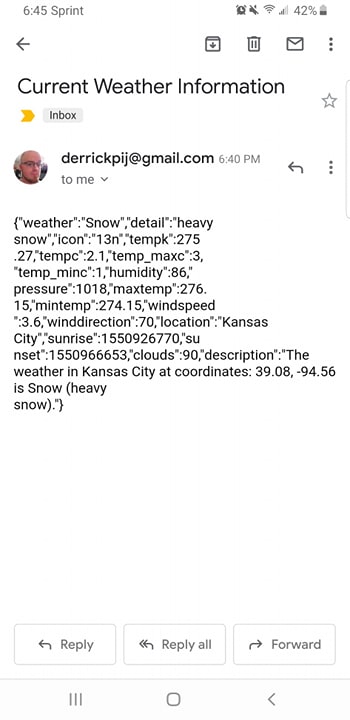 6:45 Sprint 42%
Current Weather Information
Inbox
derrickpij@gmail.com 6:40 PM
to me
{"weather":"Snow","detail":"heavy
snow","icon":"13n","tempk":275
.27,"tempc":2.1,"temp_maxc":3,
"temp_minc":1,"humidity":86,"
pressure":1018,"maxtemp":276.
15,"mintemp":274.15,"windspeed
":3.6,"winddirection":70,"location":"Kansas
City","sunrise":1550926770,"su
nset":1550966653,"clouds":90,"description":"The
weather in Kansas City at coordinates: 39.08, -94.56
is Snow (heavy
snow)."}
Reply Reply all Forward